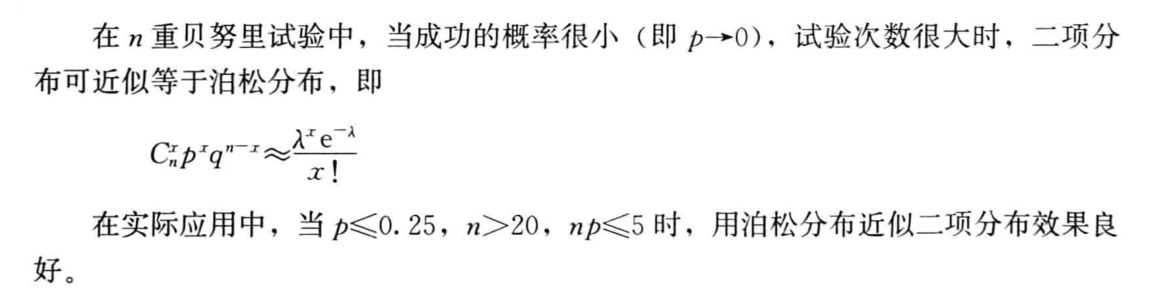 在 n 重贝努里试验中，当成功的概率很小（即 p→0），试验次数很大时，二项分
布可近似等于泊松分布，即
$C_n^x p^x q^{n-x} \approx \frac{\lambda^x e^{-\lambda}}{x!}$
在实际应用中，当 p≤0.25，n>20，np≤5 时，用泊松分布近似二项分布效果良
好。